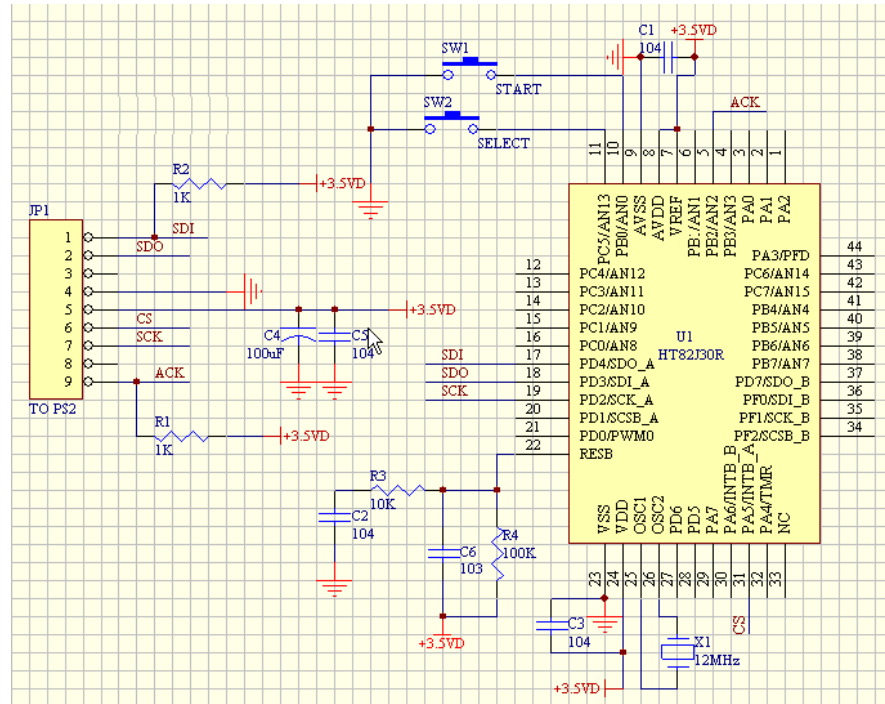 C1
104
+3.5VD
SW1
START
SW2
SELECT
ACK
R2
1K
+3.5VD
JP1
1
2
3
4
5
6
7
8
9
SDI
SDO
CS
SCK
ACK
TO PS2
+3.5VD
C4
100uF
C5
104
R1
1K
+3.5VD
R3
10K
C2
104
C6
103
R4
100K
+3.5VD
11
10
9
8
7
6
5
4
3
2
1
PC5/AN13
PB0/AN0
AVSS
AVDD
VREF
PB1/AN1
PB2/AN2
PB3/AN3
PA0
PA1
PA2
12 PC4/AN12
13 PC3/AN11
14 PC2/AN10
15 PC1/AN9
16 PC0/AN8
SDI 17 PD4/SDO_A
SDO 18 PD3/SDI_A
SCK 19 PD2/SCK_A
20 PD1/SCSB_A
21 PD0/PWM0
22 RESB
U1
HT82J30R
PA3/PFD 44
PC6/AN14 43
PC7/AN15 42
PB4/AN4 41
PB5/AN5 40
PB6/AN6 39
PB7/AN7 38
PD7/SDO_B 37
PF0/SDI_B 36
PF1/SCK_B 35
PF2/SCSB_B 34
VSS
VDD
OSC1
OSC2
PD6
PD5
PA7
PA6/INTB_B
PA5/INTB_A
PA4/TMR
NC
23
24
25
26
27
28
29
30
31
32
33
C3
104
CS
X1
12MHz
+3.5VD